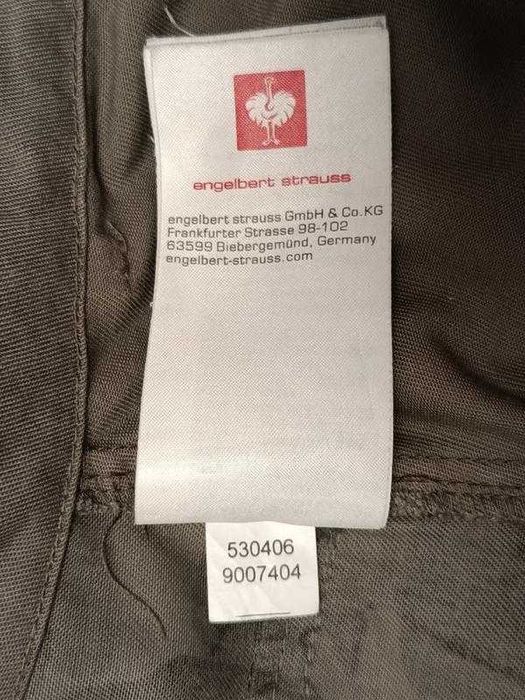 engelbert strauss
engelbert strauss GmbH & Co.KG
Frankfurter Strasse 98-102
63599 Biebergemünd, Germany
engelbert-strauss.com
530406
9007404